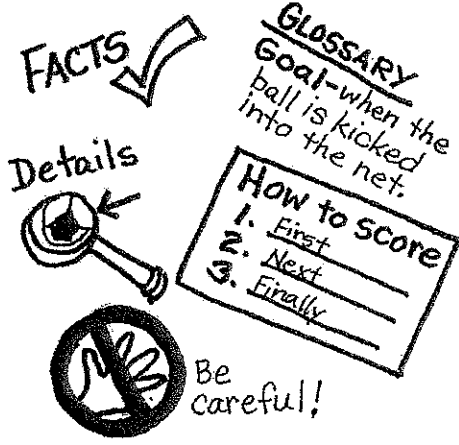 FACTS
GLOSSARY
Goal-when the
ball is kicked
into the net.
Details
How to score
1. First
2. Next
3. Finally
Be
careful!